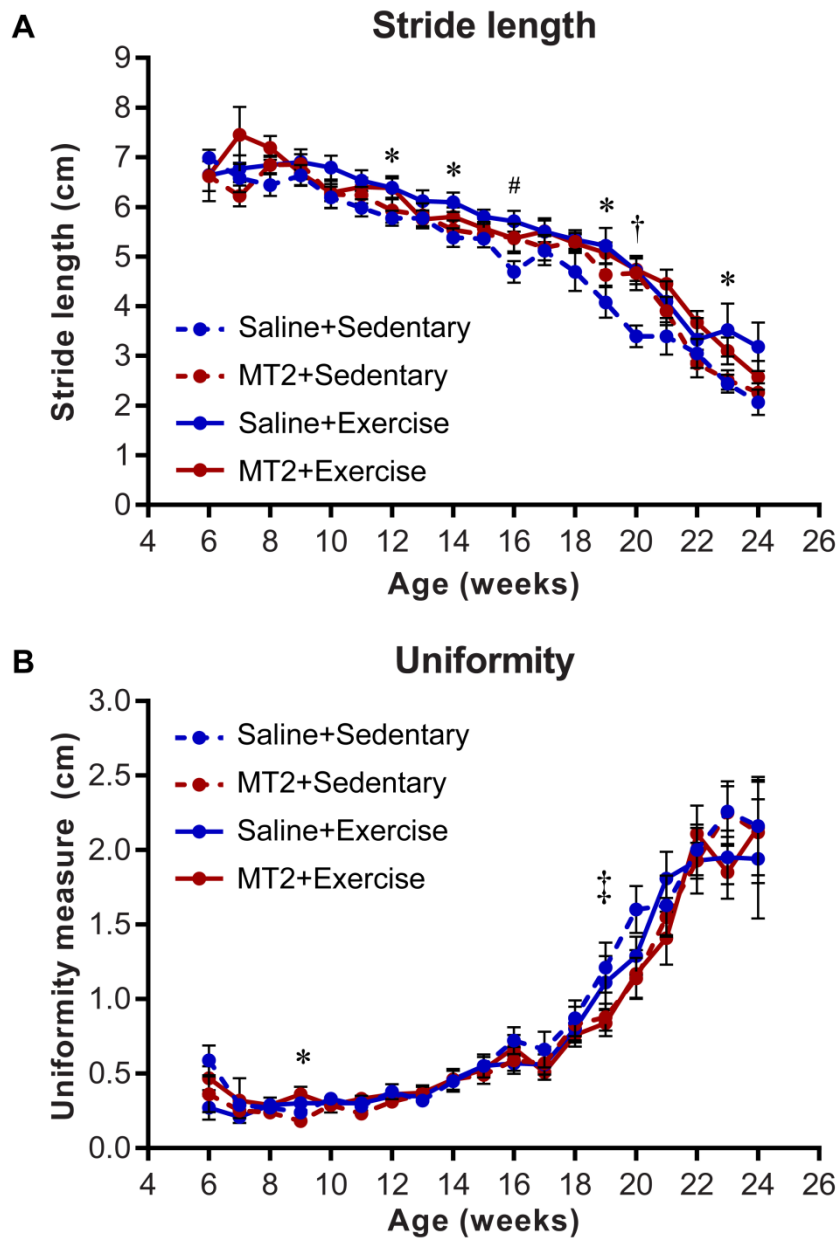 A
Stride length
Stride length (cm)
9
8
7
6
5
4
3
2
1
0
* * # * † *
Saline+Sedentary
MT2+Sedentary
Saline+Exercise
MT2+Exercise
4 6 8 10 12 14 16 18 20 22 24 26
Age (weeks)
B
Uniformity
Uniformity measure (cm)
3.0
2.5
2.0
1.5
1.0
0.5
0.0
Saline+Sedentary
MT2+Sedentary
Saline+Exercise
MT2+Exercise
* ‡
4 6 8 10 12 14 16 18 20 22 24 26
Age (weeks)